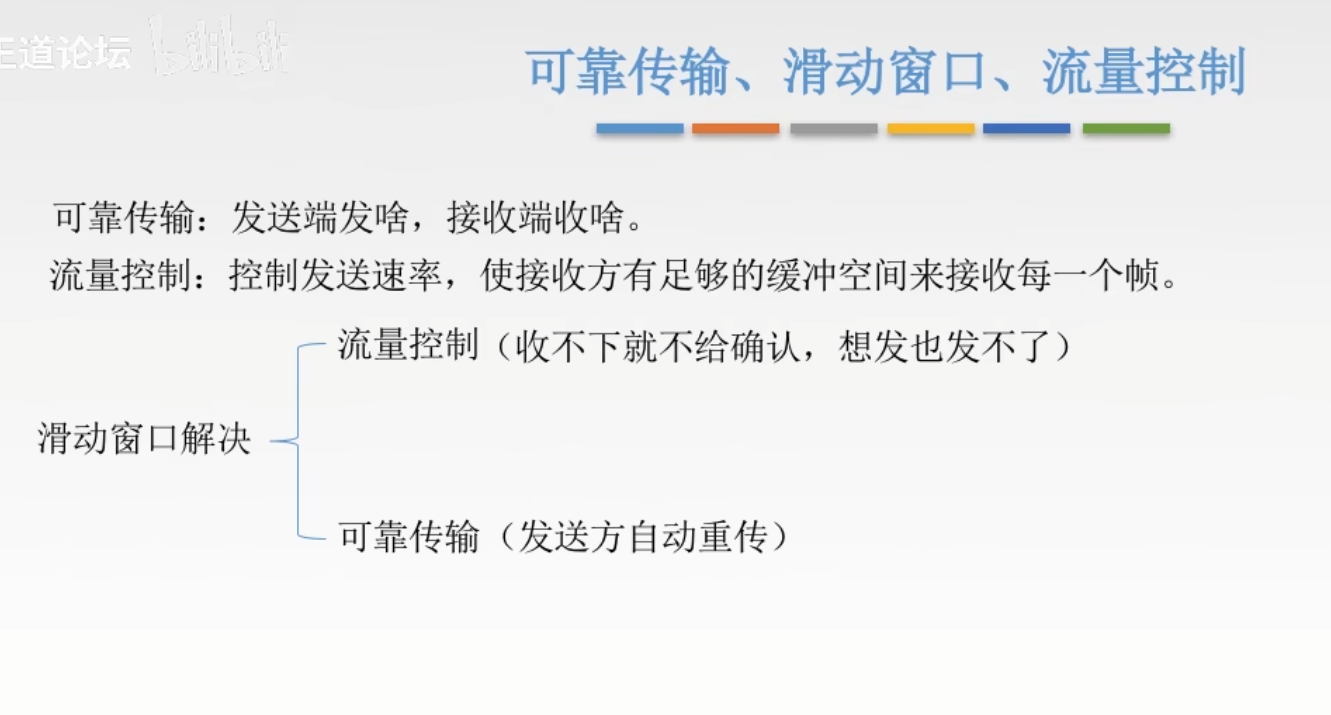 王道论坛 bilibili
可靠传输、滑动窗口、流量控制
可靠传输：发送端发啥，接收端收啥。
流量控制：控制发送速率，使接收方有足够的缓冲空间来接收每一个帧。
流量控制（收不下就不给确认，想发也发不了）
滑动窗口解决
可靠传输（发送方自动重传）